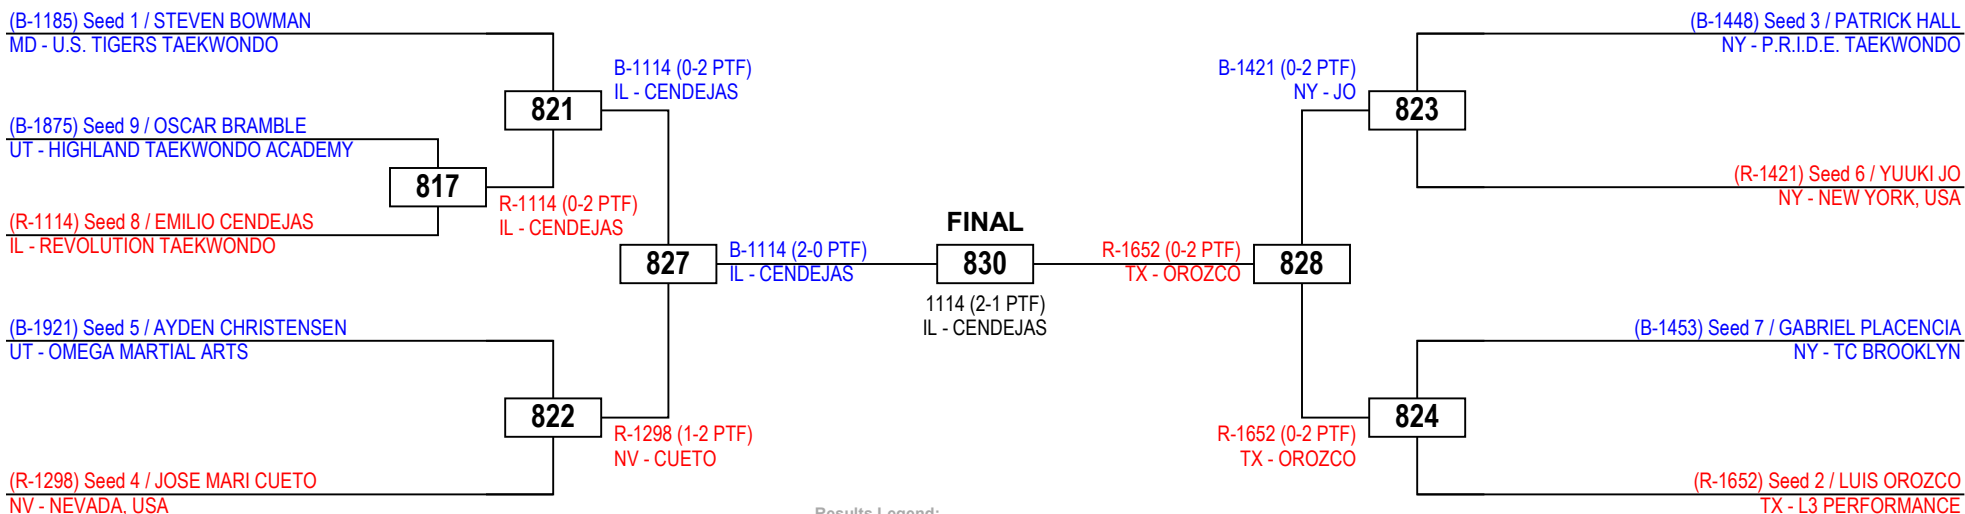 (B-1185) Seed 1 / STEVEN BOWMAN
MD - U.S. TIGERS TAEKWONDO
(B-1875) Seed 9 / OSCAR BRAMBLE
UT - HIGHLAND TAEKWONDO ACADEMY
(R-1114) Seed 8 / EMILIO CENDEJAS
IL - REVOLUTION TAEKWONDO
(B-1921) Seed 5 / AYDEN CHRISTENSEN
UT - OMEGA MARTIAL ARTS
(R-1298) Seed 4 / JOSE MARI CUETO
NV - NEVADA, USA
817
R-1114 (0-2 PTF)
IL - CENDEJAS
821
B-1114 (0-2 PTF)
IL - CENDEJAS
822
R-1298 (1-2 PTF)
NV - CUETO
827
B-1114 (2-0 PTF)
IL - CENDEJAS
FINAL
830
1114 (2-1 PTF)
IL - CENDEJAS
R-1652 (0-2 PTF)
TX - OROZCO
828
B-1421 (0-2 PTF)
NY - JO
823
R-1652 (0-2 PTF)
TX - OROZCO
824
(B-1448) Seed 3 / PATRICK HALL
NY - P.R.I.D.E. TAEKWONDO
(R-1421) Seed 6 / YUUKI JO
NY - NEW YORK, USA
(B-1453) Seed 7 / GABRIEL PLACENCIA
NY - TC BROOKLYN
(R-1652) Seed 2 / LUIS OROZCO
TX - L3 PERFORMANCE
Results Legend: